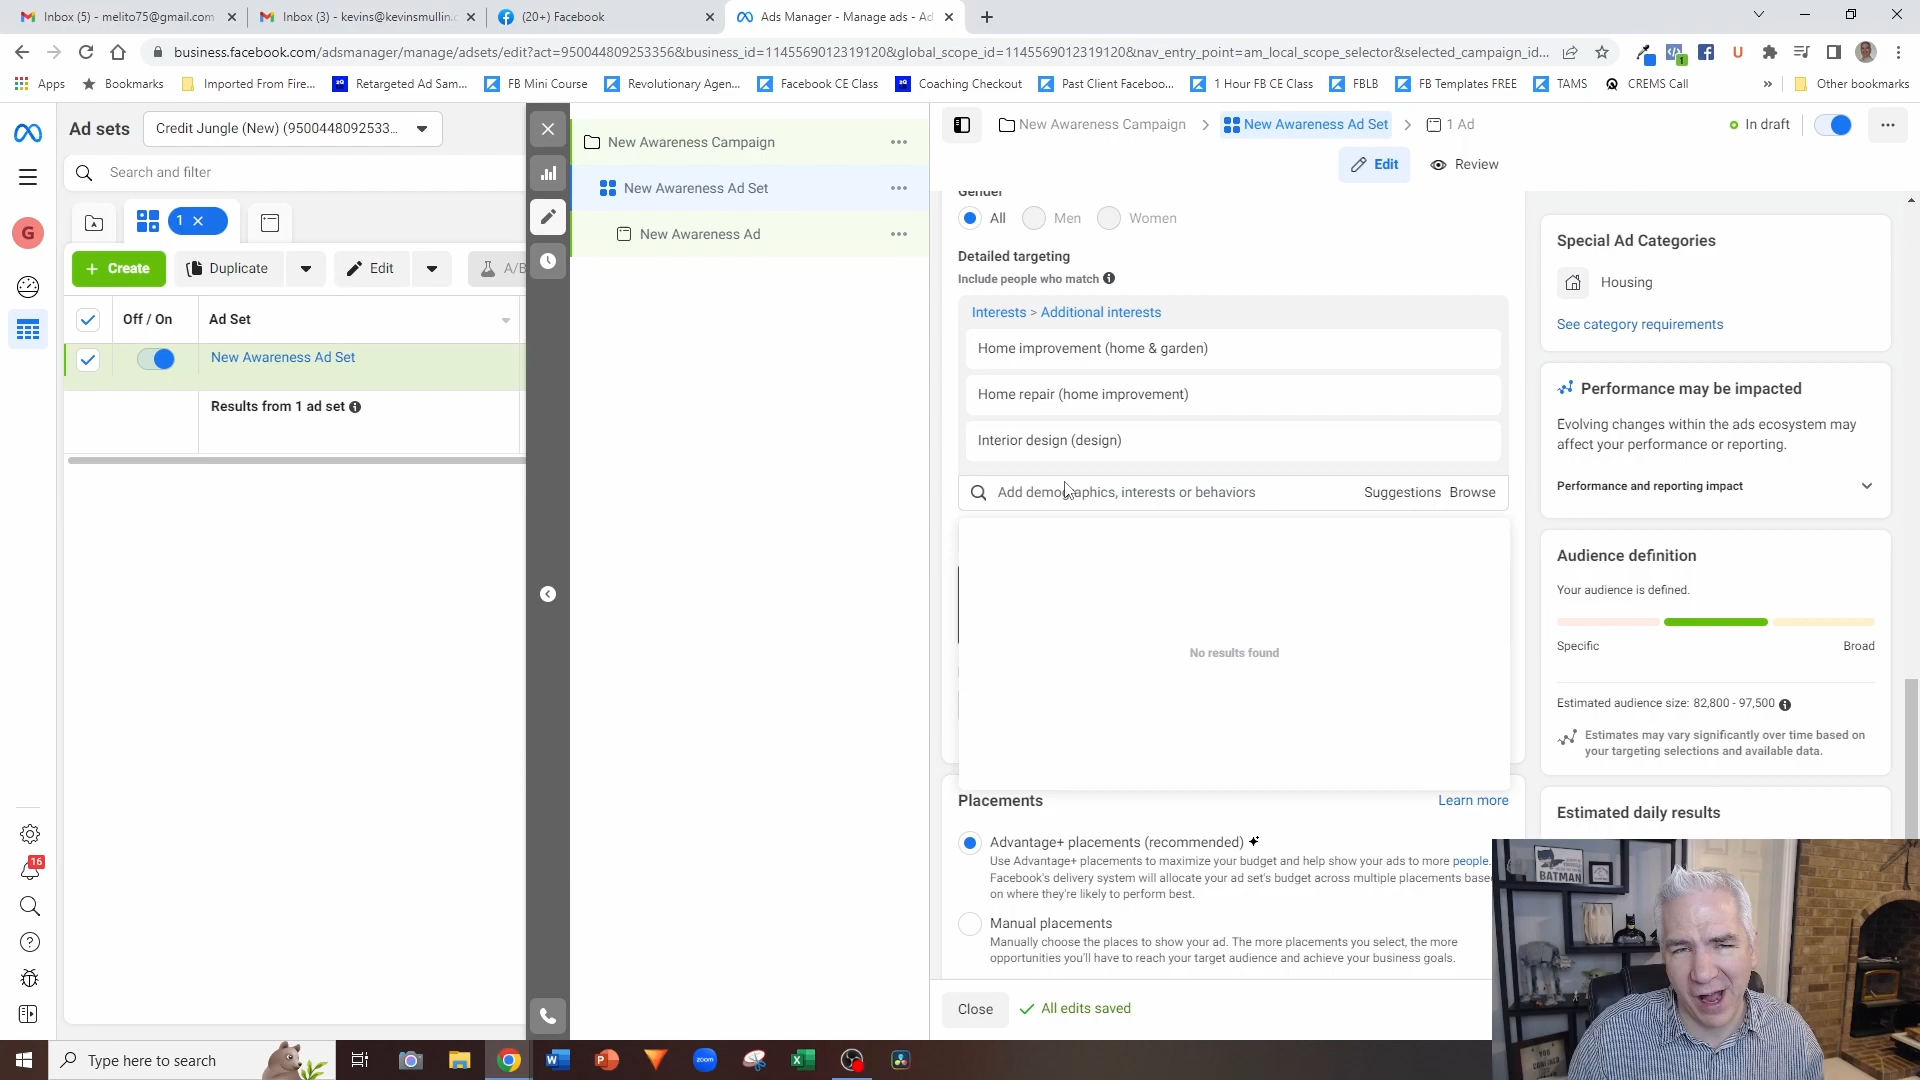 Inbox (5) - melito75@gmail.com
Inbox (3) - kevins@kevinsmullin.c
(20+) Facebook
Ads Manager - Manage ads - Ad
business.facebook.com/adsmanager/manage/adsets/edit?act=950044809253356&business_id=1145569012319120&global_scope_id=1145569012319120&nav_entry_point=am_local_scope_selector&selected_campaign_id...
Apps
Bookmarks
Imported From Fire...
Retargeted Ad Sam...
FB Mini Course
Revolutionary Agen...
Facebook CE Class
Coaching Checkout
Past Client Faceboo...
1 Hour FB CE Class
FBLB
FB Templates FREE
TAMS
CREMS Call
Other bookmarks
Ad sets
Credit Jungle (New) (9500448092533...
Search and filter
1
Create
Duplicate
Edit
A/B
Off / On
Ad Set
New Awareness Ad Set
Results from 1 ad set
G
16
New Awareness Campaign
New Awareness Ad Set
New Awareness Ad
New Awareness Campaign
New Awareness Ad Set
1 Ad
In draft
Edit
Review
Gender
All
Men
Women
Detailed targeting
Include people who match
Interests > Additional interests
Home improvement (home & garden)
Home repair (home improvement)
Interior design (design)
Add demographics, interests or behaviors
Suggestions
Browse
No results found
Placements
Learn more
Advantage+ placements (recommended)
Use Advantage+ placements to maximize your budget and help show your ads to more people.
Facebook's delivery system will allocate your ad set's budget across multiple placements base
on where they're likely to perform best.
Manual placements
Manually choose the places to show your ad. The more placements you select, the more
opportunities you'll have to reach your target audience and achieve your business goals.
Close
All edits saved
Special Ad Categories
Housing
See category requirements
Performance may be impacted
Evolving changes within the ads ecosystem may
affect your performance or reporting.
Performance and reporting impact
Audience definition
Your audience is defined.
Specific
Broad
Estimated audience size: 82,800 - 97,500
Estimates may vary significantly over time based on
your targeting selections and available data.
Estimated daily results
BATMAN
Type here to search
zoom